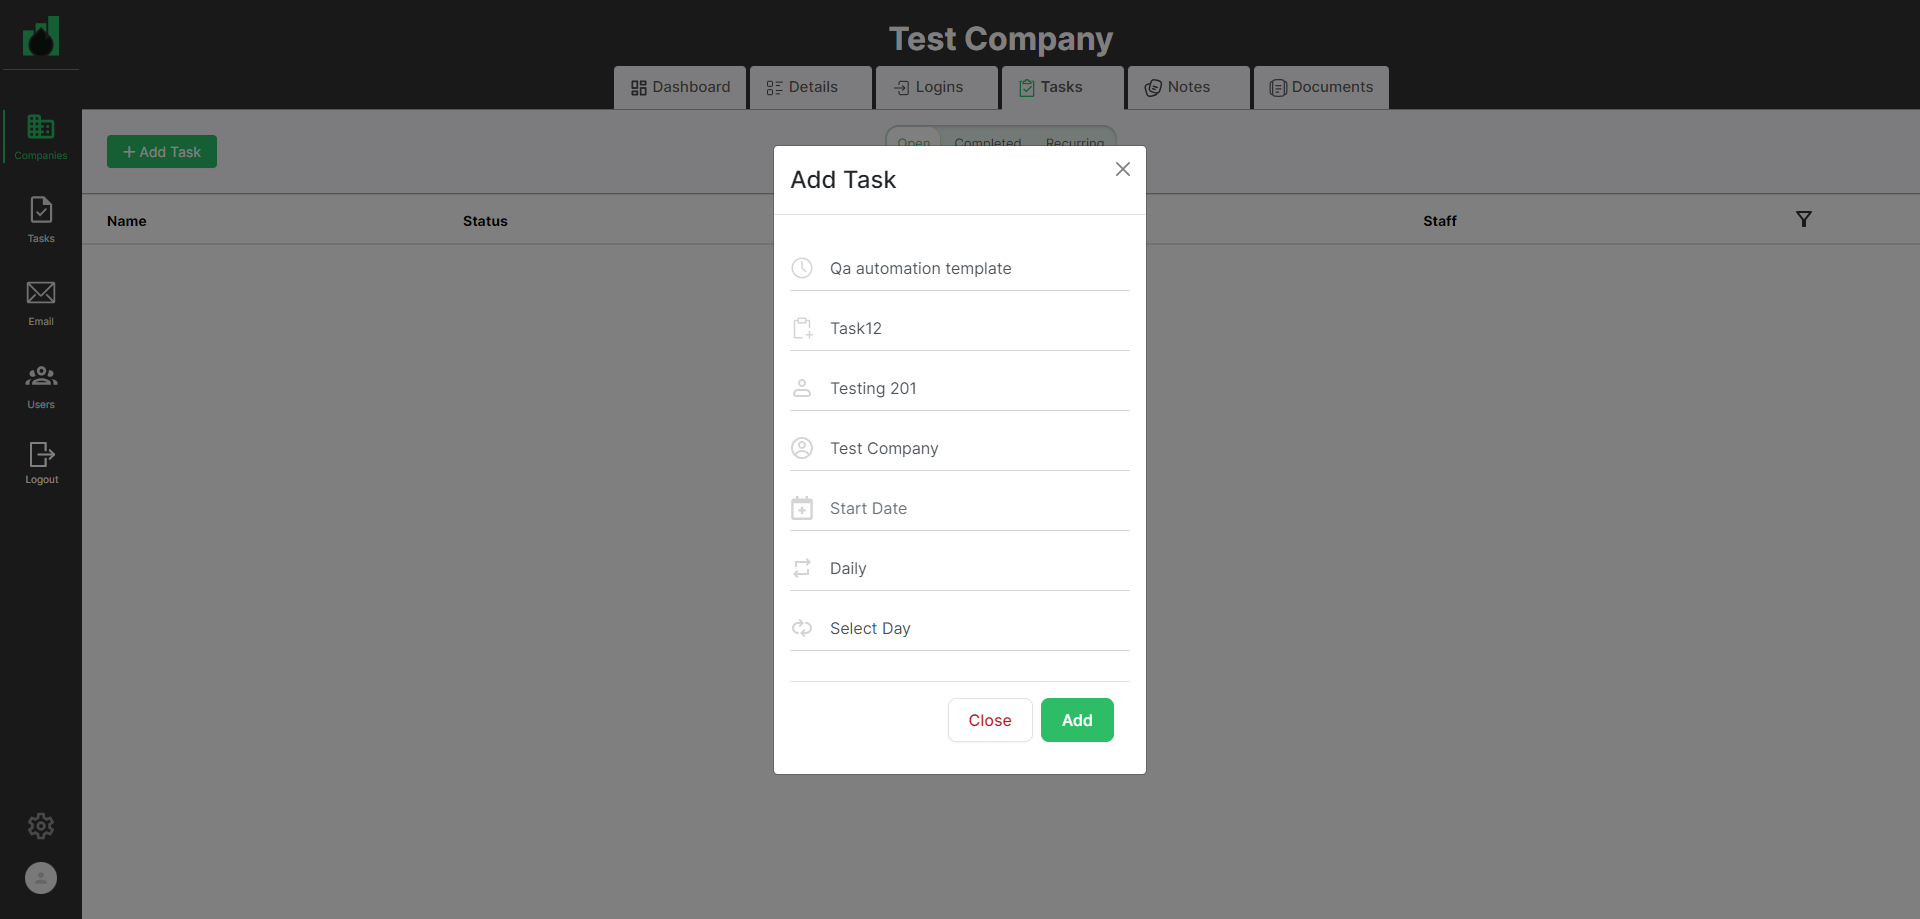 Test Company
Dashboard
Details
Logins
Tasks
Notes
Documents
Companies
Tasks
Email
Users
Logout
+ Add Task
Open
Completed
Recurring
Name
Status
Staff
Add Task
Qa automation template
Task12
Testing 201
Test Company
Start Date
Daily
Select Day
Close
Add